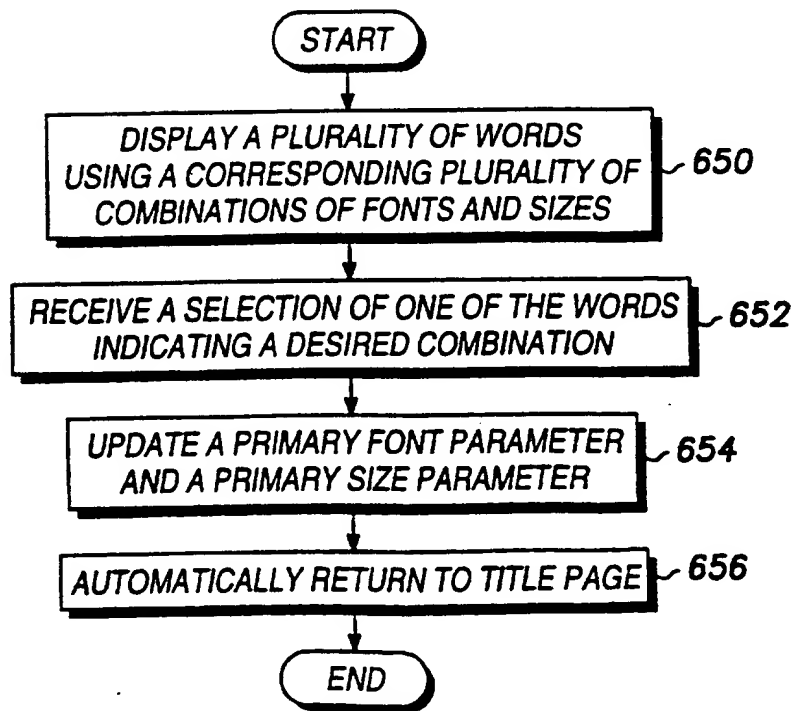 START
DISPLAY A PLURALITY OF WORDS
USING A CORRESPONDING PLURALITY OF
COMBINATIONS OF FONTS AND SIZES
650
RECEIVE A SELECTION OF ONE OF THE WORDS
INDICATING A DESIRED COMBINATION
652
UPDATE A PRIMARY FONT PARAMETER
AND A PRIMARY SIZE PARAMETER
654
AUTOMATICALLY RETURN TO TITLE PAGE
656
END